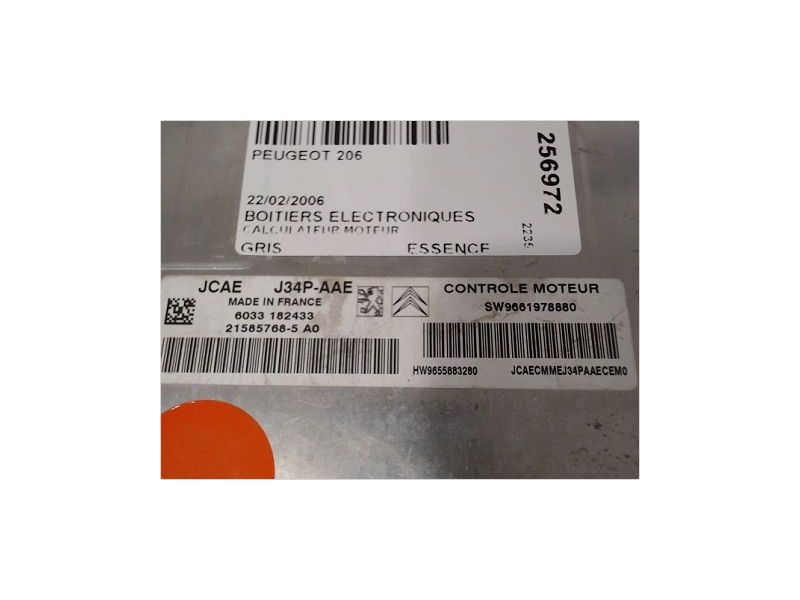 PEUGEOT 206
256972
22/02/2006
BOITIERS ELECTRONIQUES
CALCULATEUR MOTEUR
2235
GRIS ESSENCE
JCAE J34P-AAE
MADE IN FRANCE
6033 182433
21585768-5 A0
CONTROLE MOTEUR
SW9661978880
HW9655883280 JCAECMMEJ34PAAECEM0